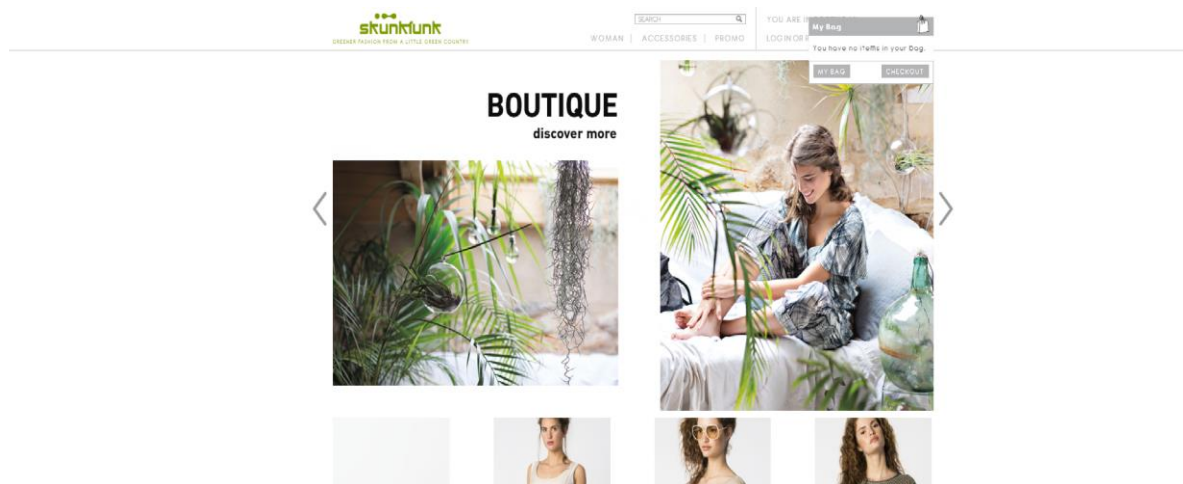 skunkfunk
GREENER FASHION FROM A LITTLE GREEN COUNTRY
SEARCH
WOMAN | ACCESSORIES | PROMO
YOU ARE
LOG IN OR
My Bag
You have no items in your bag.
MY BAG
CHECKOUT
BOUTIQUE
discover more